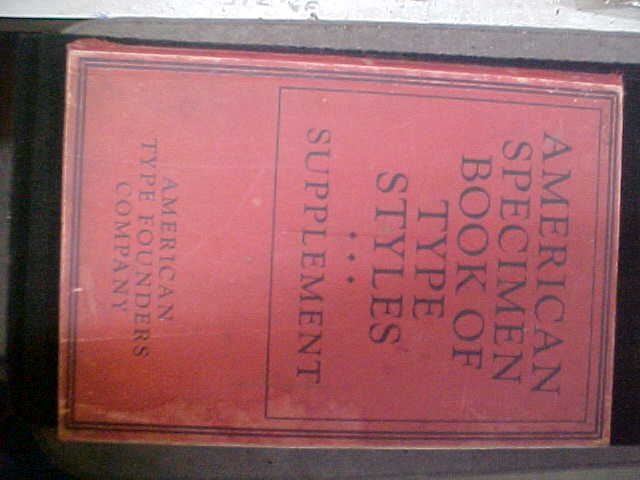 AMERICAN
SPECIMEN
BOOK OF
TYPE
STYLES
SUPPLEMENT
AMERICAN
TYPE FOUNDERS
COMPANY